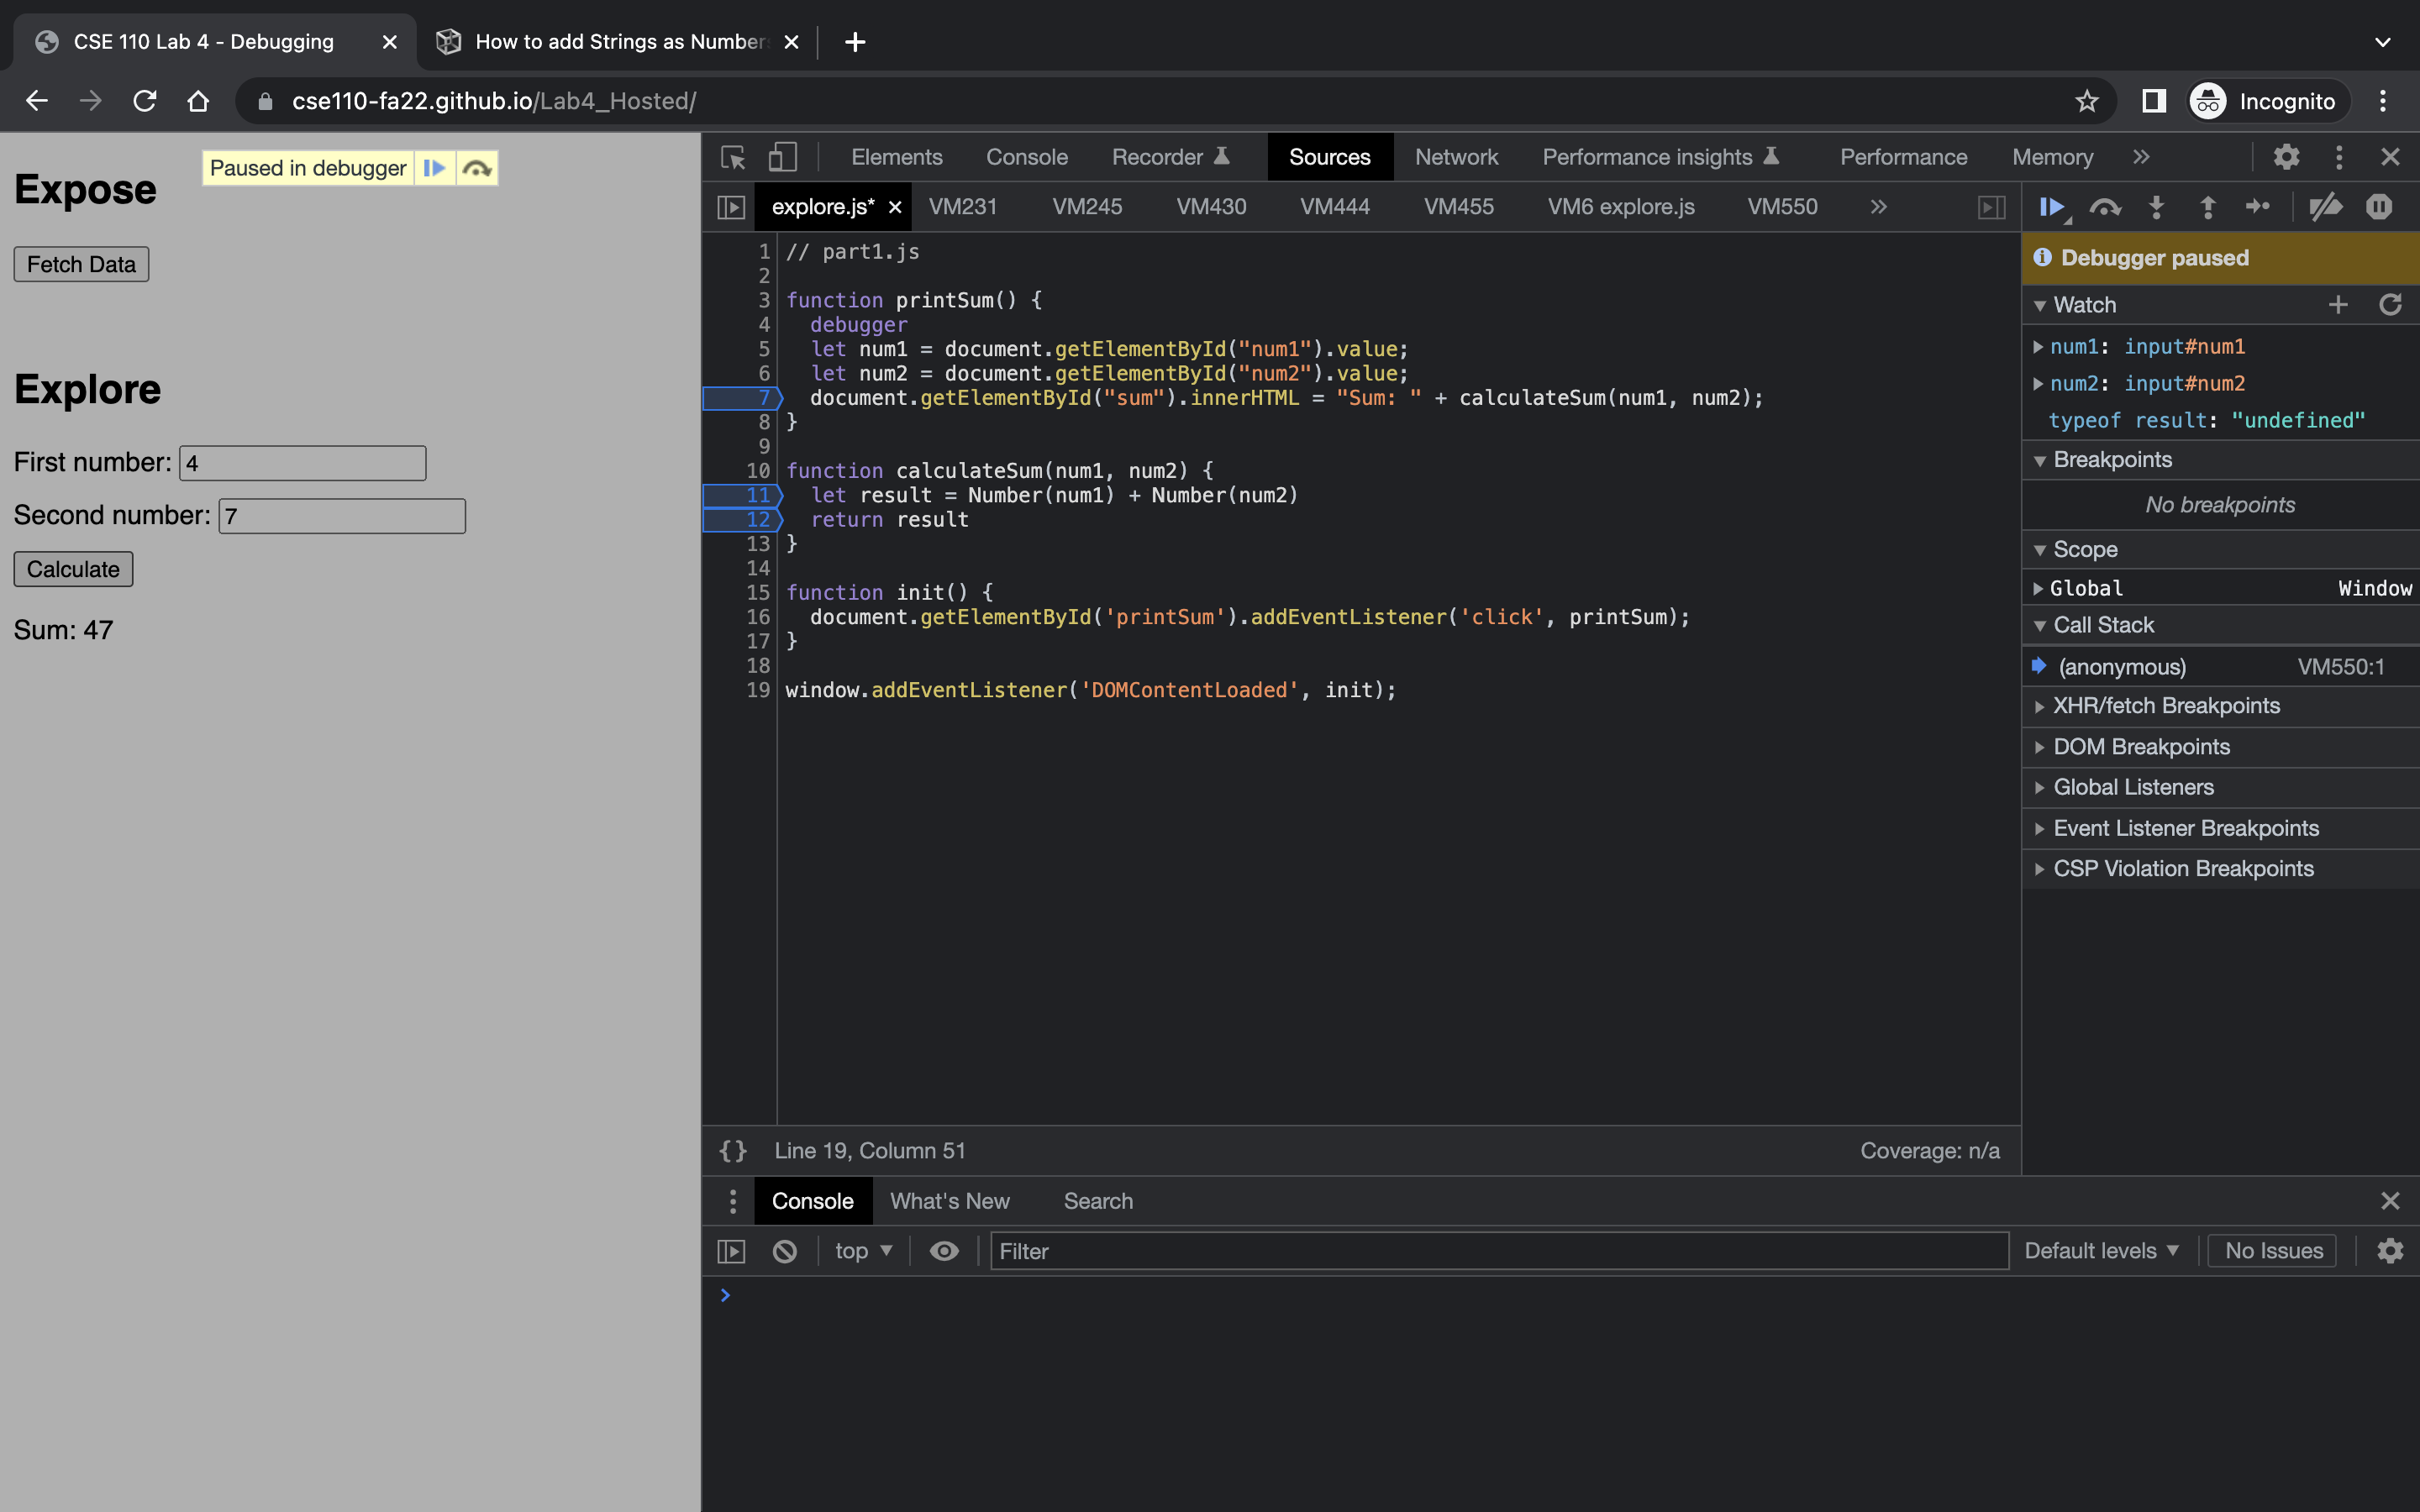 CSE 110 Lab 4 - Debugging
How to add Strings as Number
cse110-fa22.github.io/Lab4_Hosted/
Incognito
Paused in debugger
Expose
Fetch Data
Explore
First number: 4
Second number: 7
Calculate
Sum: 47
Elements Console Recorder Sources Network Performance insights Performance Memory
explore.js* VM231 VM245 VM430 VM444 VM455 VM6 explore.js VM550
1 // part1.js
2
3 function printSum() {
4   debugger
5   let num1 = document.getElementById("num1").value;
6   let num2 = document.getElementById("num2").value;
7   document.getElementById("sum").innerHTML = "Sum: " + calculateSum(num1, num2);
8 }
9
10 function calculateSum(num1, num2) {
11   let result = Number(num1) + Number(num2)
12   return result
13 }
14
15 function init() {
16   document.getElementById('printSum').addEventListener('click', printSum);
17 }
18
19 window.addEventListener('DOMContentLoaded', init);
{} Line 19, Column 51 Coverage: n/a
Debugger paused
Watch
num1: input#num1
num2: input#num2
typeof result: "undefined"
Breakpoints
No breakpoints
Scope
Global Window
Call Stack
(anonymous) VM550:1
XHR/fetch Breakpoints
DOM Breakpoints
Global Listeners
Event Listener Breakpoints
CSP Violation Breakpoints
Console What's New Search
top Filter Default levels No Issues